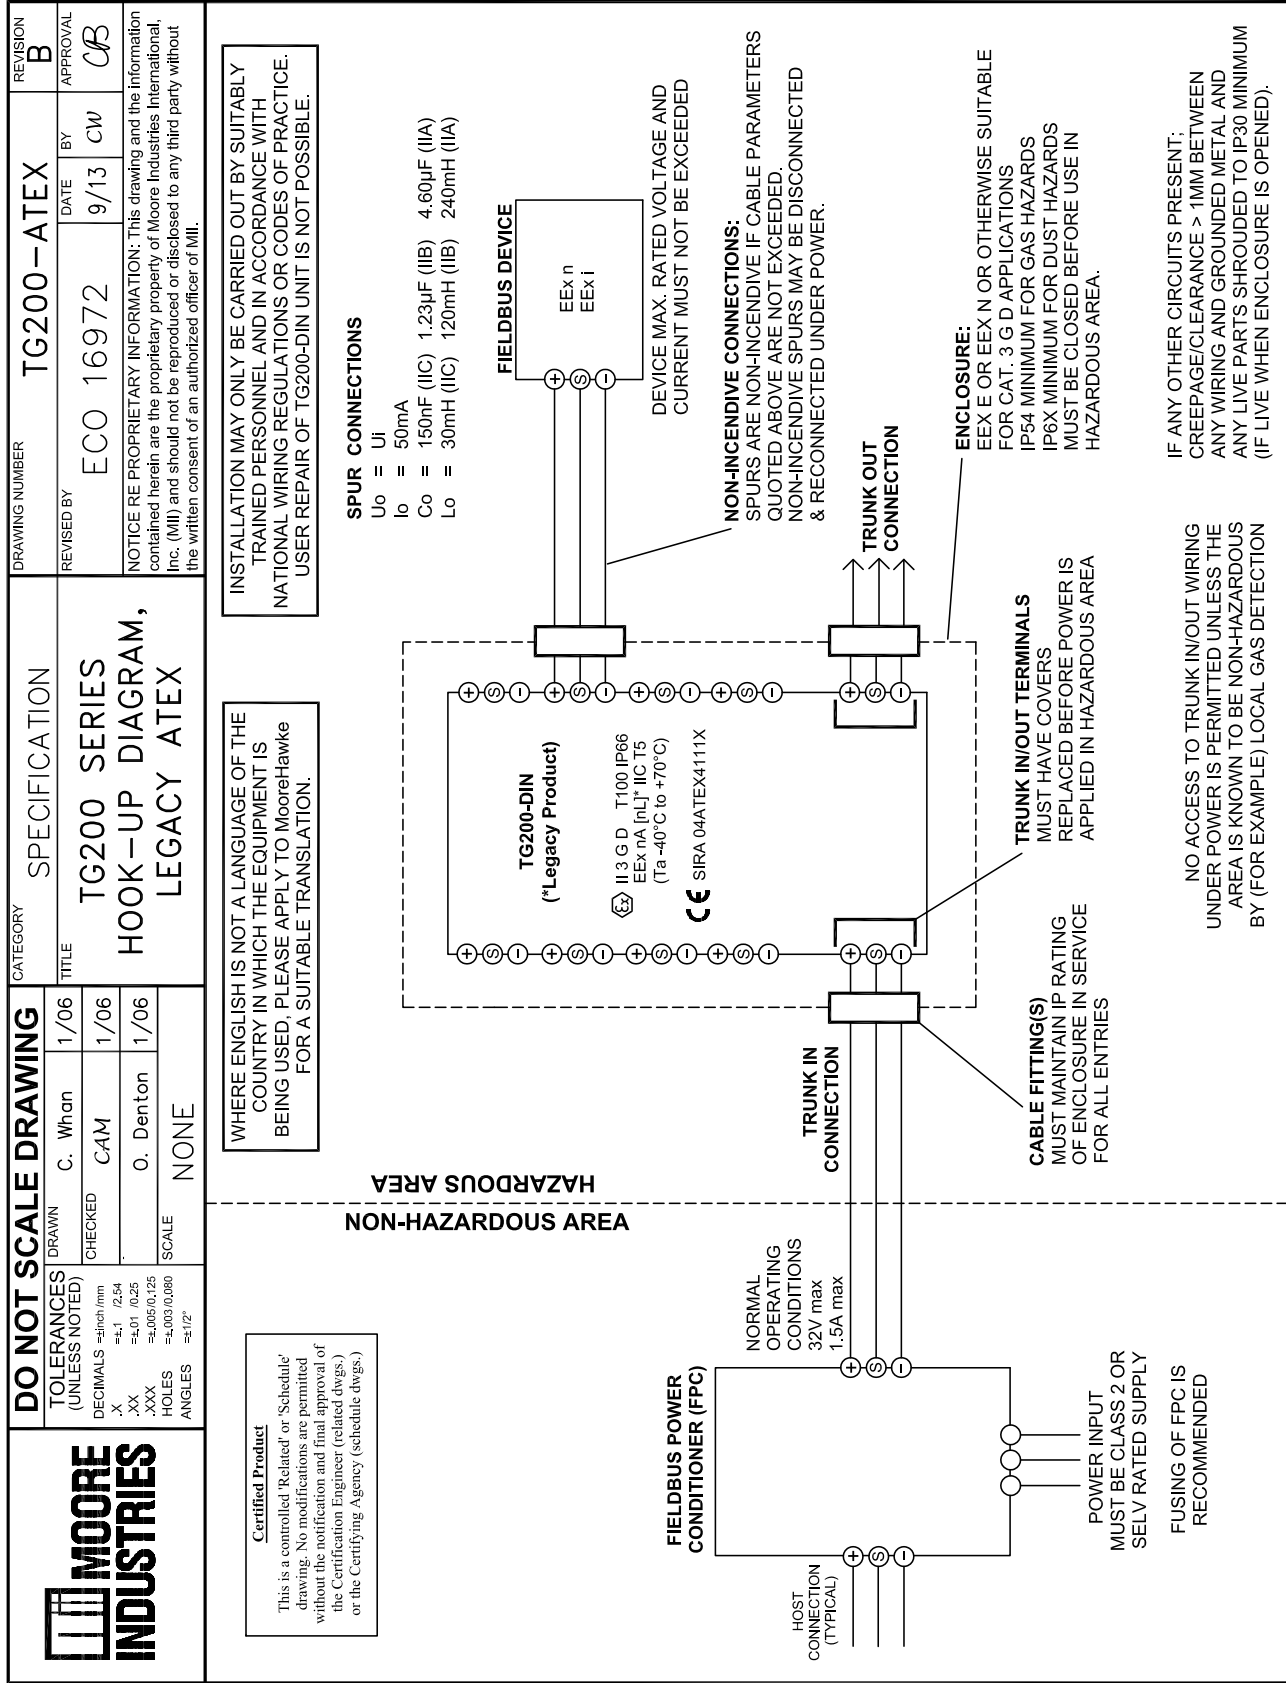 MOORE
INDUSTRIES
DO NOT SCALE DRAWING
TOLERANCES
(UNLESS NOTED)
DECIMALS =±inch/mm
.X =±.1 /2.54
.XX =±.01 /0.25
.XXX =±.005/0.125
HOLES =±.003/0.080
ANGLES =±1/2°
DRAWN
C. Whan
1/06
CHECKED
CAM
1/06
O. Denton
1/06
SCALE
NONE
CATEGORY
SPECIFICATION
TITLE
TG200 SERIES
HOOK-UP DIAGRAM,
LEGACY ATEX
DRAWING NUMBER
TG200-ATEX
REVISION
B
REVISED BY
ECO 16972
DATE
9/13
BY
CW
APPROVAL
CB
NOTICE RE PROPRIETARY INFORMATION: This drawing and the information
contained herein are the proprietary property of Moore Industries International,
Inc. (MII) and should not be reproduced or disclosed to any third party without
the written consent of an authorized officer of MII.
Certified Product
This is a controlled 'Related' or 'Schedule'
drawing. No modifications are permitted
without the notification and final approval of
the Certification Engineer (related dwgs.)
or the Certifying Agency (schedule dwgs.)
WHERE ENGLISH IS NOT A LANGUAGE OF THE
COUNTRY IN WHICH THE EQUIPMENT IS
BEING USED, PLEASE APPLY TO MooreHawke
FOR A SUITABLE TRANSLATION.
INSTALLATION MAY ONLY BE CARRIED OUT BY SUITABLY
TRAINED PERSONNEL AND IN ACCORDANCE WITH
NATIONAL WIRING REGULATIONS OR CODES OF PRACTICE.
USER REPAIR OF TG200-DIN UNIT IS NOT POSSIBLE.
NON-HAZARDOUS AREA
HAZARDOUS AREA
SPUR CONNECTIONS
Uo = Ui
Io = 50mA
Co = 150nF (IIC) 1.23µF (IIB) 4.60µF (IIA)
Lo = 30mH (IIC) 120mH (IIB) 240mH (IIA)
FIELDBUS DEVICE
EEx n
EEx i
+
S
-
DEVICE MAX. RATED VOLTAGE AND
CURRENT MUST NOT BE EXCEEDED
NON-INCENDIVE CONNECTIONS:
SPURS ARE NON-INCENDIVE IF CABLE PARAMETERS
QUOTED ABOVE ARE NOT EXCEEDED.
NON-INCENDIVE SPURS MAY BE DISCONNECTED
& RECONNECTED UNDER POWER.
+ S - + S - + S - + S -
TG200-DIN
(*Legacy Product)
Ex II 3 G D T100 IP66
EEx nA [nL]* IIC T5
(Ta -40°C to +70°C)
CE SIRA 04ATEX4111X
+ S - + S - + S - + S -
+
S
-
+
S
-
TRUNK IN
CONNECTION
TRUNK OUT
CONNECTION
NORMAL
OPERATING
CONDITIONS
32V max
1.5A max
FIELDBUS POWER
CONDITIONER (FPC)
+
S
-
+
S
-
HOST
CONNECTION
(TYPICAL)
POWER INPUT
MUST BE CLASS 2 OR
SELV RATED SUPPLY
FUSING OF FPC IS
RECOMMENDED
CABLE FITTING(S)
MUST MAINTAIN IP RATING
OF ENCLOSURE IN SERVICE
FOR ALL ENTRIES
TRUNK IN/OUT TERMINALS
MUST HAVE COVERS
REPLACED BEFORE POWER IS
APPLIED IN HAZARDOUS AREA
ENCLOSURE:
EEX E OR EEX N OR OTHERWISE SUITABLE
FOR CAT. 3 G D APPLICATIONS
IP54 MINIMUM FOR GAS HAZARDS
IP6X MINIMUM FOR DUST HAZARDS
MUST BE CLOSED BEFORE USE IN
HAZARDOUS AREA.
NO ACCESS TO TRUNK IN/OUT WIRING
UNDER POWER IS PERMITTED UNLESS THE
AREA IS KNOWN TO BE NON-HAZARDOUS
BY (FOR EXAMPLE) LOCAL GAS DETECTION
IF ANY OTHER CIRCUITS PRESENT;
CREEPAGE/CLEARANCE > 1MM BETWEEN
ANY WIRING AND GROUNDED METAL AND
ANY LIVE PARTS SHROUDED TO IP30 MINIMUM
(IF LIVE WHEN ENCLOSURE IS OPENED).